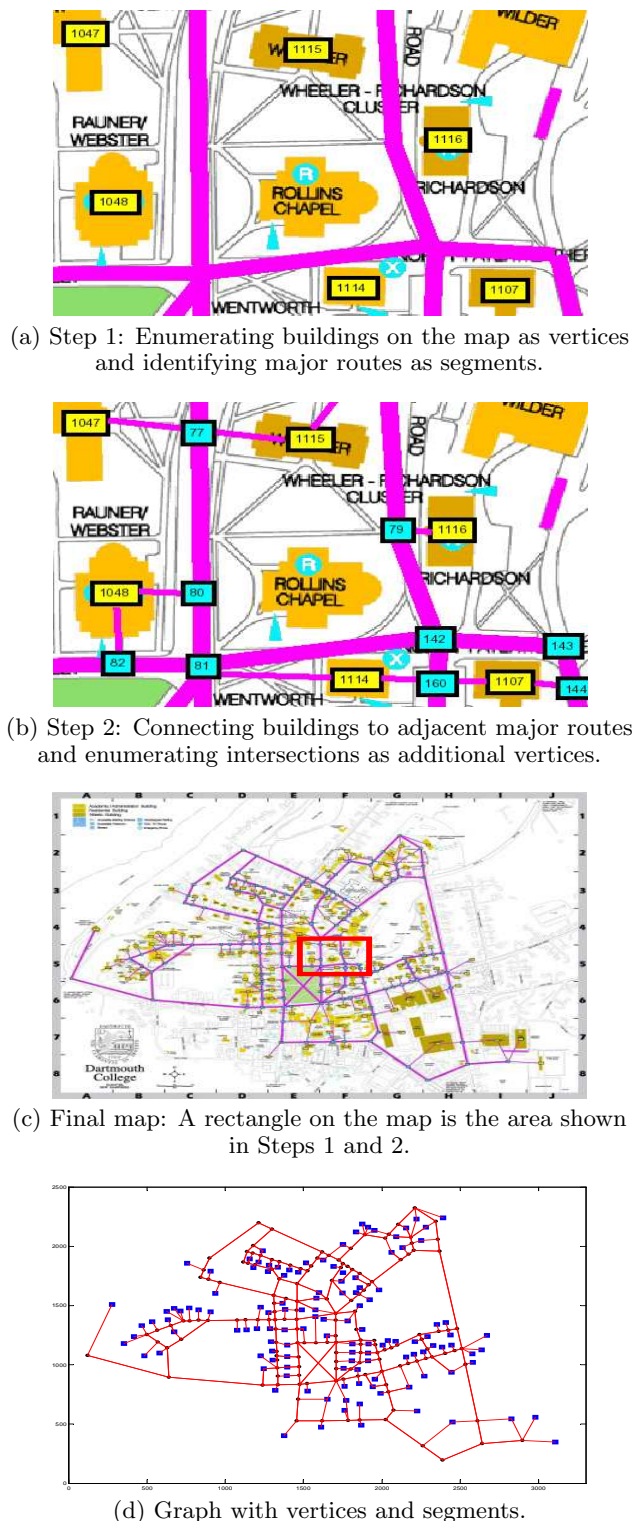 1047
1115
WHEELER - RICHARDSON
CLUSTER
ROAD
WILDER
RAUNER/
WEBSTER
1116
1048
R
ROLLINS
CHAPEL
RICHARDSON
X
1114
1107
WENTWORTH
(a) Step 1: Enumerating buildings on the map as vertices
and identifying major routes as segments.
1047
77
1115
WHEELER - RICHARDSON
CLUSTER
ROAD
WILDER
RAUNER/
WEBSTER
79
1116
1048
80
R
ROLLINS
CHAPEL
RICHARDSON
142
143
82
81
X
1114
160
1107
144
WENTWORTH
(b) Step 2: Connecting buildings to adjacent major routes
and enumerating intersections as additional vertices.
A B C D E F G H I J
1
2
3
4
5
6
7
8
Dartmouth
College
A B C D E F G H I J
(c) Final map: A rectangle on the map is the area shown
in Steps 1 and 2.
2500
2000
1500
1000
500
0
0 500 1000 1500 2000 2500 3000
(d) Graph with vertices and segments.